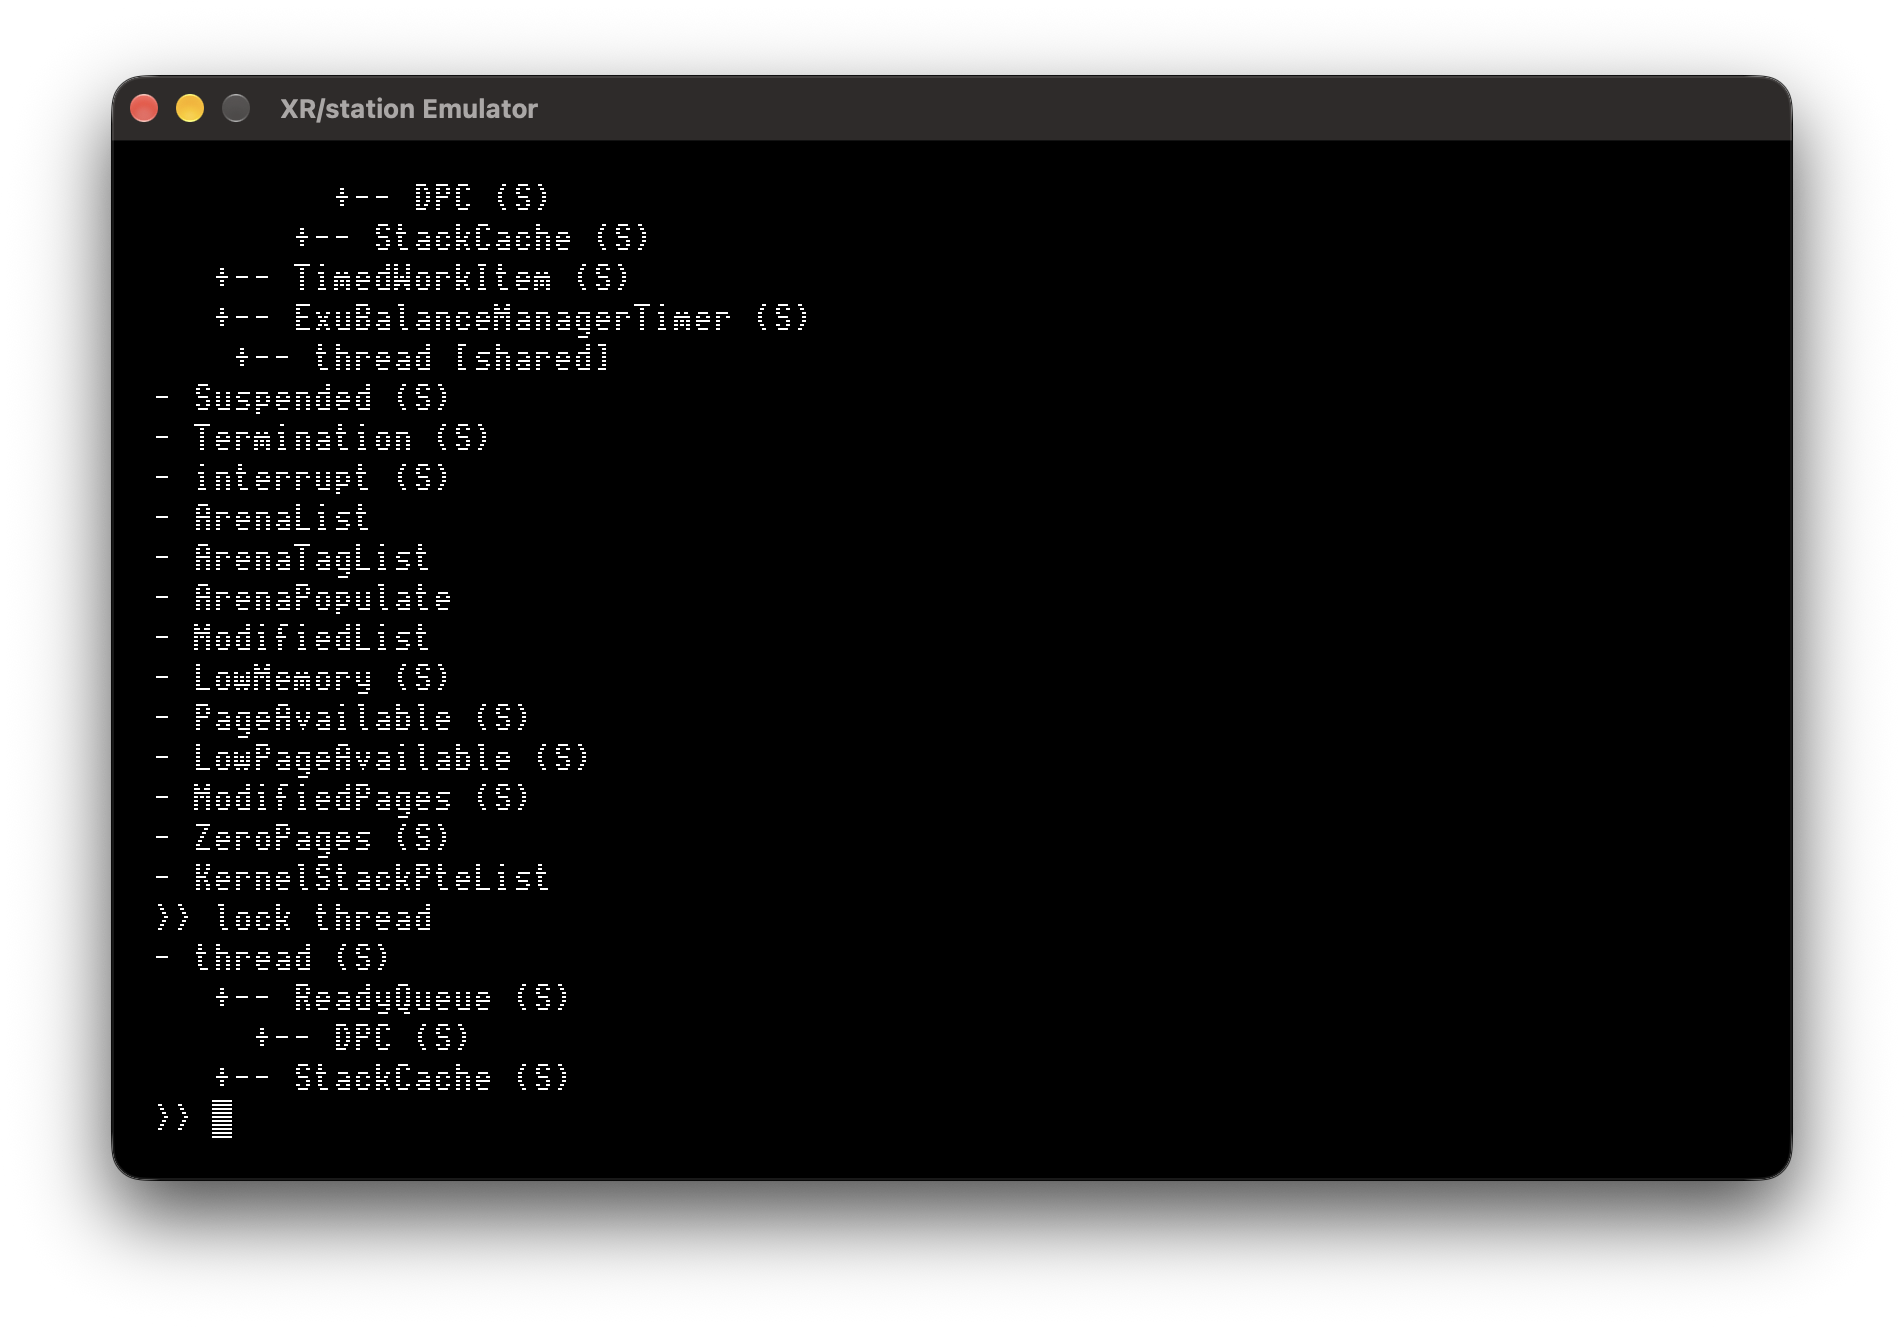 XR/station Emulator
+-- DPC (S)
+-- StackCache (S)
+-- TimedWorkItem (S)
+-- ExuBalanceManagerTimer (S)
+-- thread [shared]
- Suspended (S)
- Termination (S)
- interrupt (S)
- ArenaList
- ArenaTagList
- ArenaPopulate
- ModifiedList
- LowMemory (S)
- PageAvailable (S)
- LowPageAvailable (S)
- ModifiedPages (S)
- ZeroPages (S)
- KernelStackPteList
>> lock thread
- thread (S)
+-- ReadyQueue (S)
+-- DPC (S)
+-- StackCache (S)
>>